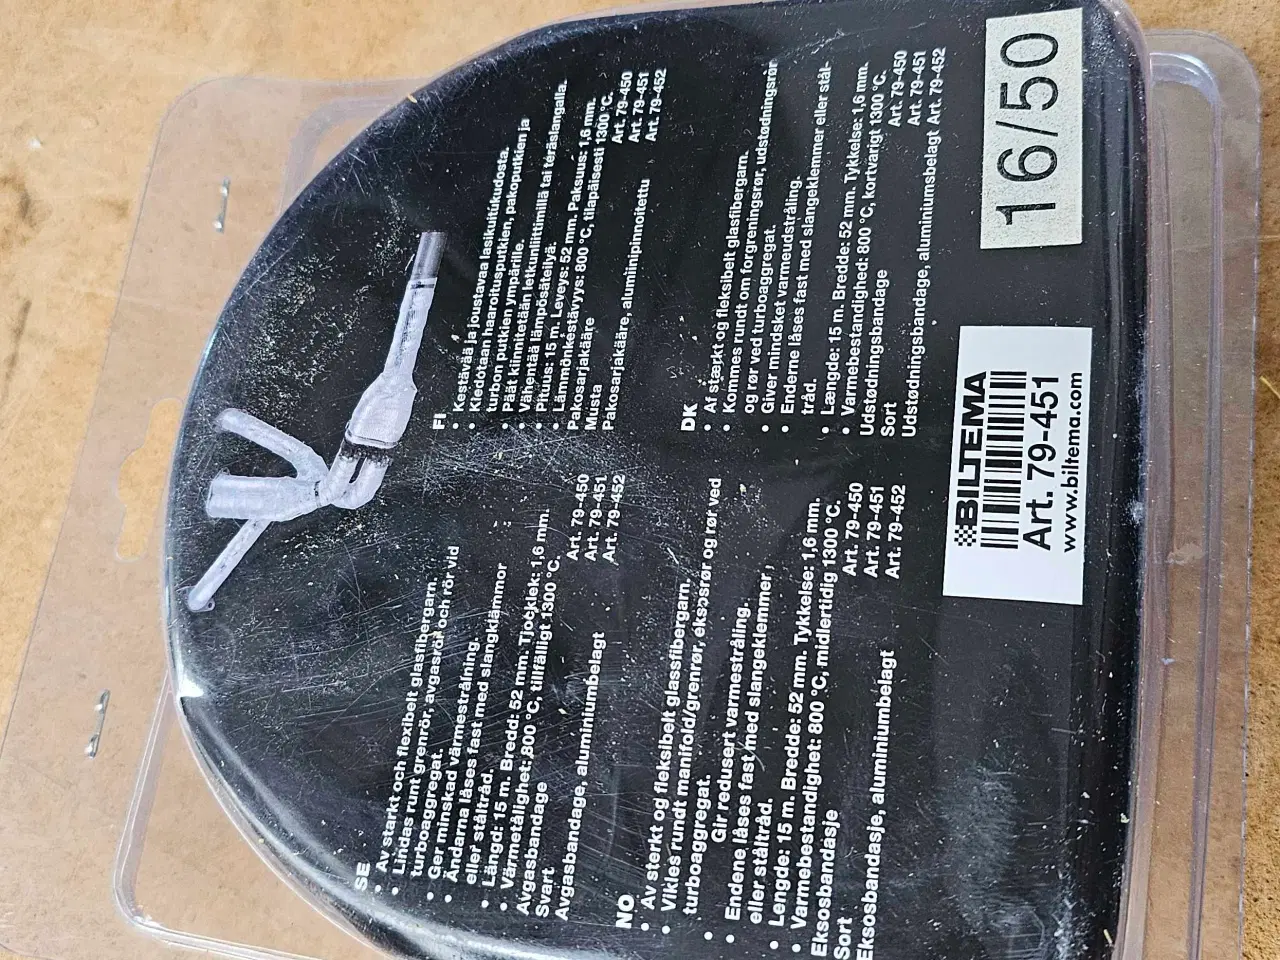 SE
• Av starkt och flexibelt glasfibergarn.
• Lindas runt grenrör, avgasrör och rör vid
turboaggregat.
• Ger minskad värmestrålning.
• Ändarna låses fast med slangklämmor
eller ståltråd.
• Längd: 15 m. Bredd: 52 mm. Tjocklek: 1,6 mm.
• Värmetålighet: 800 °C, tillfälligt 1300 °C.
Avgasbandage Art. 79-450
Svart Art. 79-451
Avgasbandage, aluminiumbelagt Art. 79-452
NO
• Av sterkt og fleksibelt glassfibergarn.
• Vikles rundt manifold/grenrør, eksosrør og rør ved
turboaggregat.
• Gir redusert varmestråling.
• Endene låses fast med slangeklemmer
eller ståltråd.
• Lengde: 15 m. Bredde: 52 mm. Tykkelse: 1,6 mm.
• Varmebestandighet: 800 °C, midlertidig 1300 °C.
Eksosbandasje Art. 79-450
Sort Art. 79-451
Eksosbandasje, aluminiumbelagt Art. 79-452
FI
• Kestävää ja joustavaa lasikuitukudosta.
• Kiedotaan haaroitusputkien, pakoputkien ja
turbon putkien ympärille.
• Päät kiinnitetään letkunliittimillä tai teräslangalla.
• Vähentää lämpösäteilyä.
• Pituus: 15 m. Leveys: 52 mm. Paksuus: 1,6 mm.
• Lämmönkestävyys: 800 °C, tilapäisesti 1300 °C.
Pakosarjakääre Art. 79-450
Musta Art. 79-451
Pakosarjakääre, alumiinipinnoitettu Art. 79-452
DK
• Af stærkt og fleksibelt glasfibergarn.
• Kommes rundt om forgreningsrør, udstødningsrør
og rør ved turboaggregat.
• Giver mindsket varmeudstråling.
• Enderne låses fast med slangeklemmer eller stål-
tråd.
• Længde: 15 m. Bredde: 52 mm. Tykkelse: 1,6 mm.
• Varmebestandighed: 800 °C, kortvarigt 1300 °C.
Udstødningsbandage Art. 79-450
Sort Art. 79-451
Udstødningsbandage, aluminiumsbelagt Art. 79-452
BILTEMA
Art. 79-451
www.biltema.com
16/50